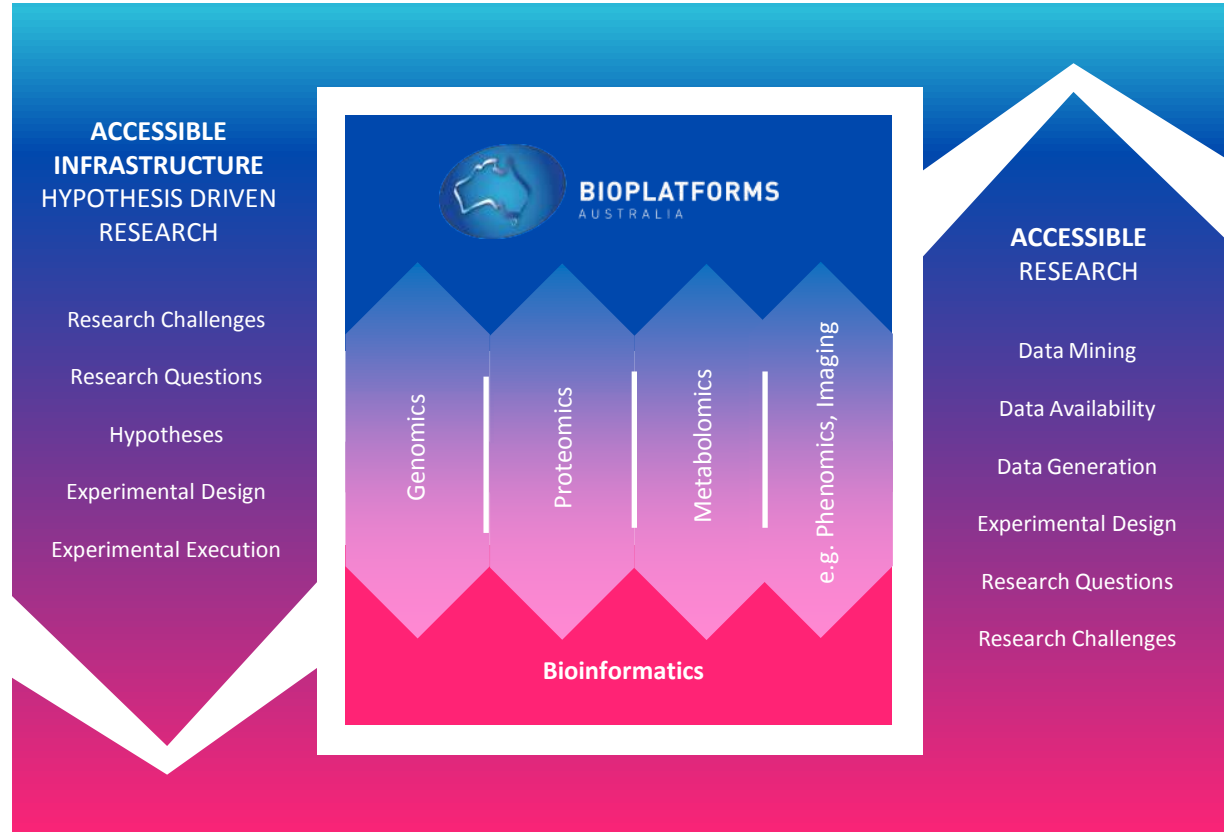 ACCESSIBLE
INFRASTRUCTURE
HYPOTHESIS DRIVEN
RESEARCH
Research Challenges
Research Questions
Hypotheses
Experimental Design
Experimental Execution
BIOPLATFORMS
AUSTRALIA
Genomics
Proteomics
Metabolomics
e.g. Phenomics, Imaging
Bioinformatics
ACCESSIBLE
RESEARCH
Data Mining
Data Availability
Data Generation
Experimental Design
Research Questions
Research Challenges